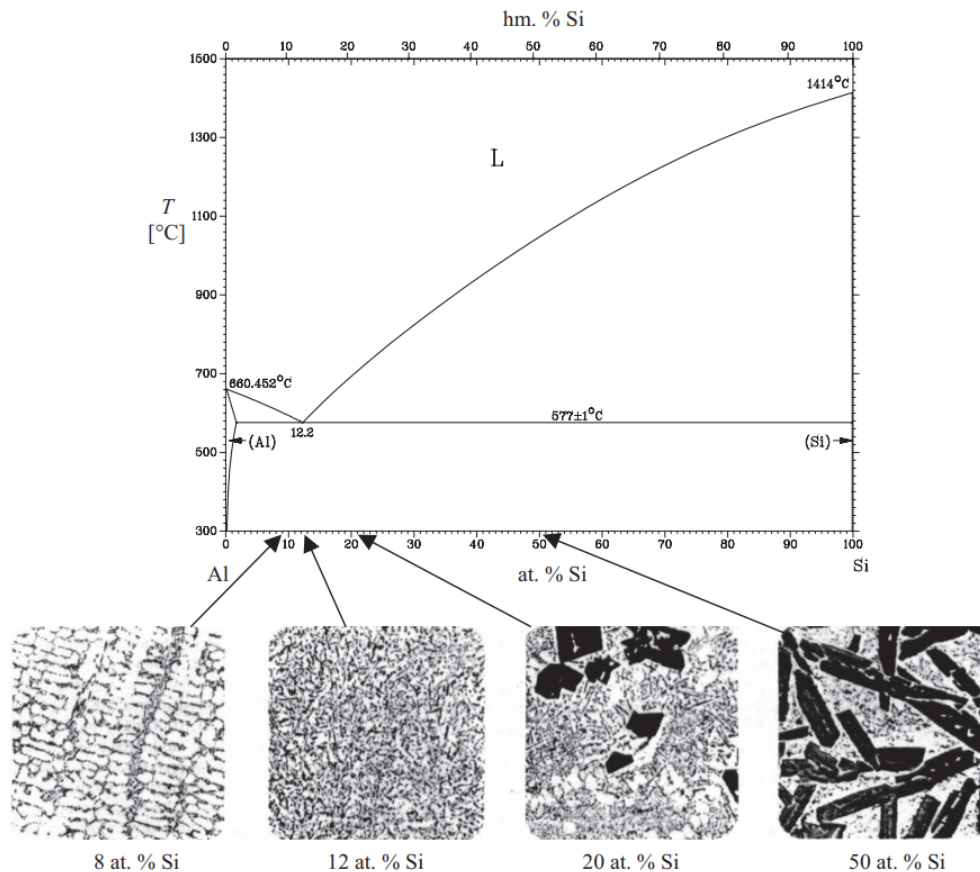 hm. % Si
0 10 20 30 40 50 60 70 80 90 100
1500
1414°C
1300
L
T
[°C]
1100
900
700
660.452°C
577±1°C
12.2
(Al)
(Si)
500
300
0 10 20 30 40 50 60 70 80 90 100
Al
at. % Si
Si
8 at. % Si
12 at. % Si
20 at. % Si
50 at. % Si